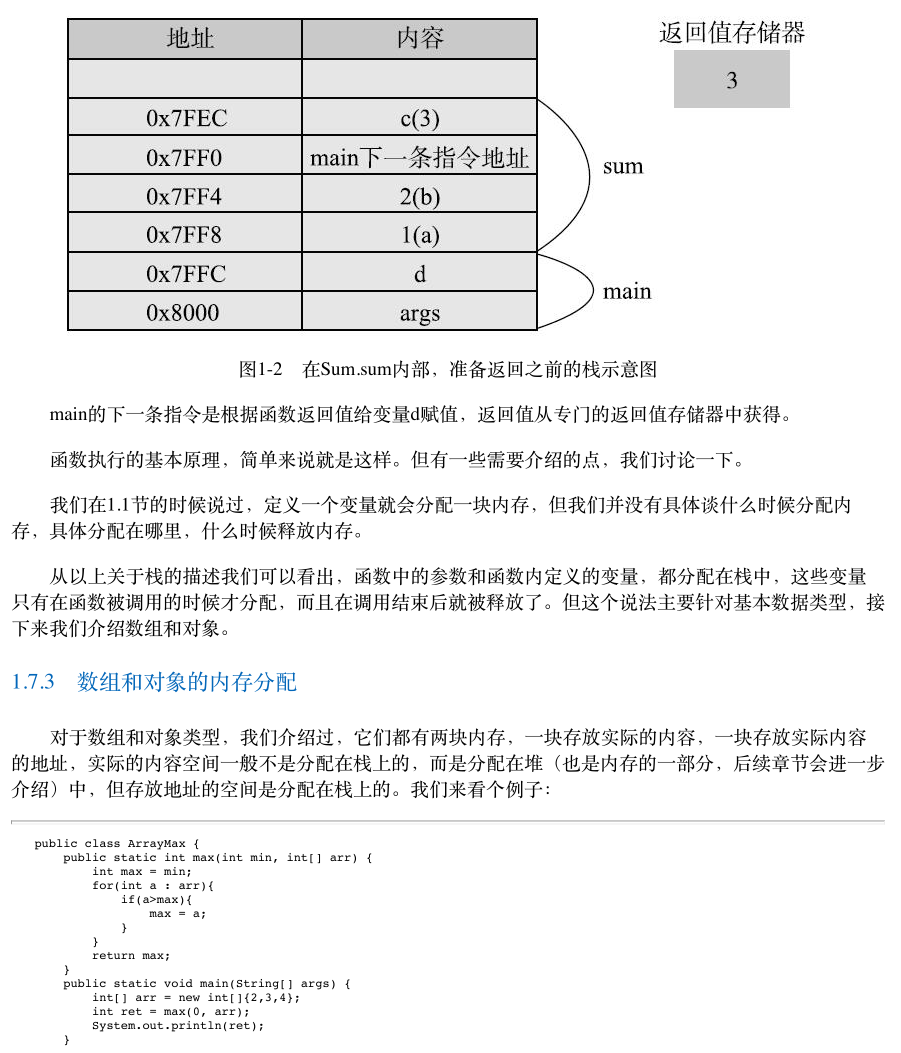 地址 内容 返回值存储器
3
0x7FEC c(3)
0x7FF0 main下一条指令地址
sum
0x7FF4 2(b)
0x7FF8 1(a)
0x7FFC d
main
0x8000 args
图1-2 在Sum.sum内部，准备返回之前的栈示意图
main的下一条指令是根据函数返回值给变量d赋值，返回值从专门的返回值存储器中获得。
函数执行的基本原理，简单来说就是这样。但有一些需要介绍的点，我们讨论一下。
我们在1.1节的时候说过，定义一个变量就会分配一块内存，但我们并没有具体谈什么时候分配内
存，具体分配在哪里，什么时候释放内存。
从以上关于栈的描述我们可以看出，函数中的参数和函数内定义的变量，都分配在栈中，这些变量
只有在函数被调用的时候才分配，而且在调用结束后就被释放了。但这个说法主要针对基本数据类型，接
下来我们介绍数组和对象。
1.7.3 数组和对象的内存分配
对于数组和对象类型，我们介绍过，它们都有两块内存，一块存放实际的内容，一块存放实际内容
的地址，实际的内容空间一般不是分配在栈上的，而是分配在堆（也是内存的一部分，后续章节会进一步
介绍）中，但存放地址的空间是分配在栈上的。我们来看个例子：
public class ArrayMax {
    public static int max(int min, int[] arr) {
        int max = min;
        for(int a : arr){
            if(a>max){
                max = a;
            }
        }
        return max;
    }
    public static void main(String[] args) {
        int[] arr = new int[]{2,3,4};
        int ret = max(0, arr);
        System.out.println(ret);
    }